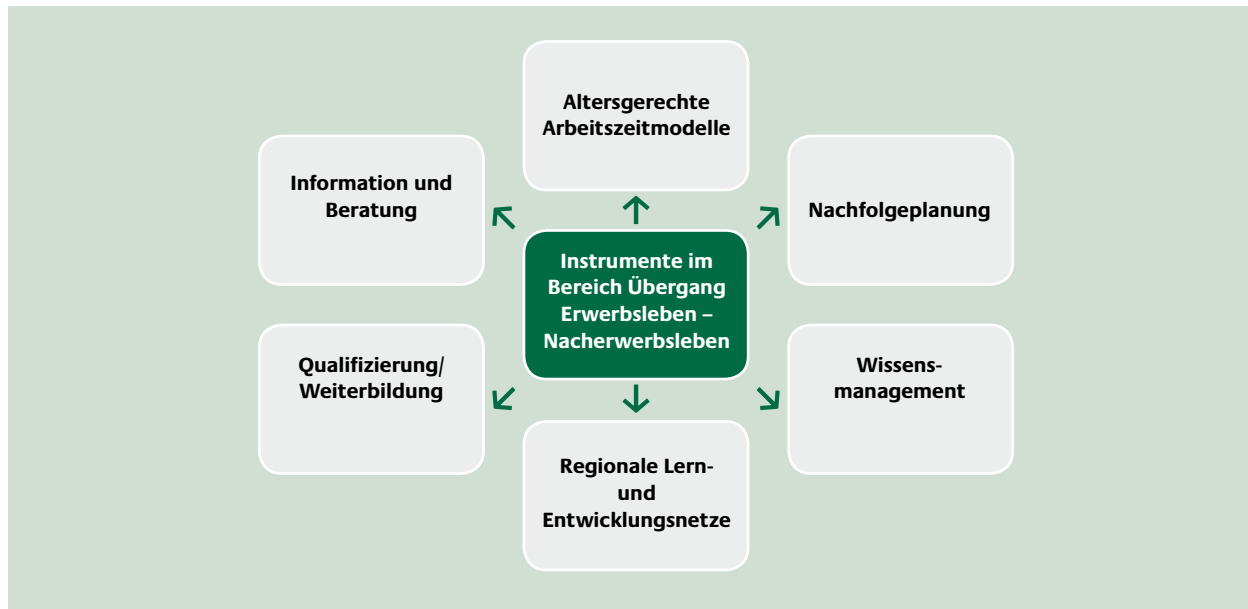 Altersgerechte
Arbeitszeitmodelle
Information und
Beratung
Nachfolgeplanung
Instrumente im
Bereich Übergang
Erwerbsleben –
Nacherwerbsleben
Qualifizierung/
Weiterbildung
Wissens-
management
Regionale Lern-
und
Entwicklungsnetze